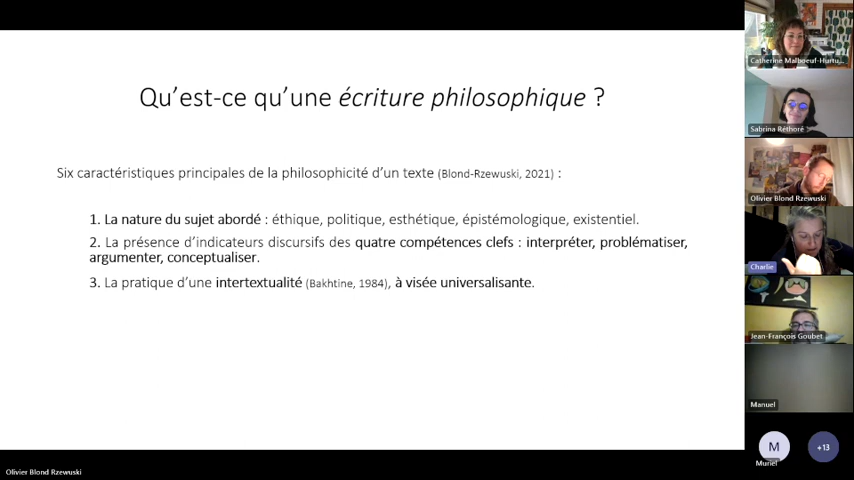 Qu'est-ce qu'une écriture philosophique ?
Six caractéristiques principales de la philosophicité d'un texte (Blond-Rzewuski, 2021) :
1. La nature du sujet abordé : éthique, politique, esthétique, épistémologique, existentiel.
2. La présence d'indicateurs discursifs des quatre compétences clefs : interpréter, problématiser,
argumenter, conceptualiser.
3. La pratique d'une intertextualité (Bakhtine, 1984), à visée universalisante.
Catherine Malboeuf-Hurtu...
Sabrina Réthoré
Olivier Blond Rzewuski
Charlie
Jean-François Goubet
Manuel
M
+13
Muriel
Olivier Blond Rzewuski